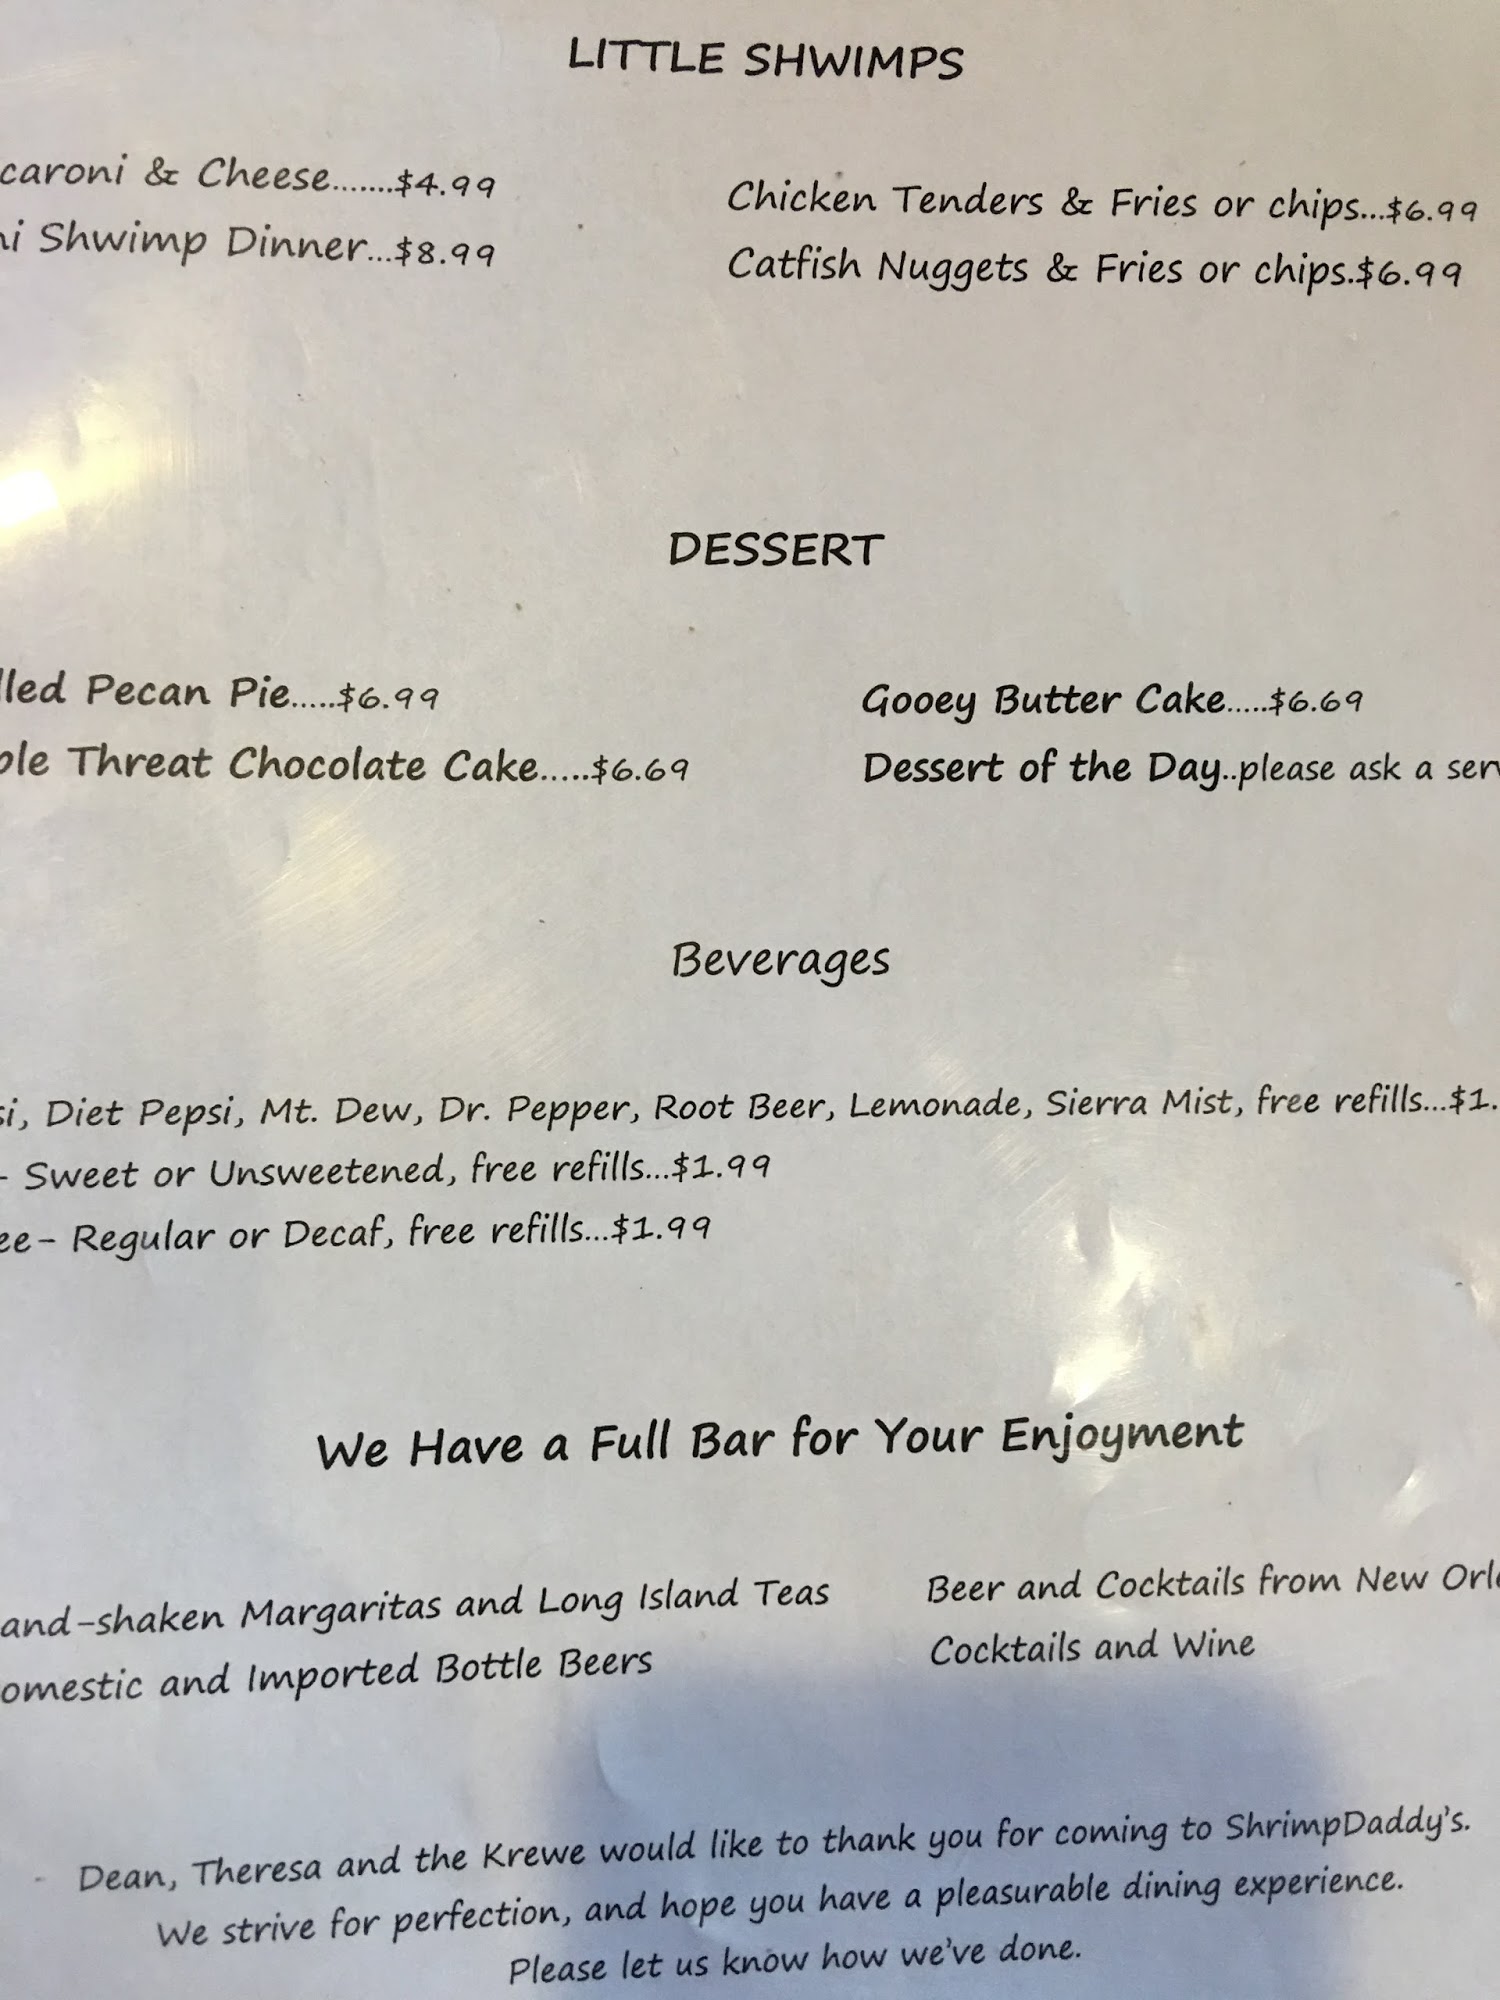 LITTLE SHWIMPS
caroni & Cheese.......$4.99
Chicken Tenders & Fries or chips...$6.99
ni Shwimp Dinner...$8.99
Catfish Nuggets & Fries or chips.$6.99
DESSERT
lled Pecan Pie.....$6.99
Gooey Butter Cake.....$6.69
ple Threat Chocolate Cake.....$6.69
Dessert of the Day..please ask a serv
Beverages
si, Diet Pepsi, Mt. Dew, Dr. Pepper, Root Beer, Lemonade, Sierra Mist, free refills...$1.
- Sweet or Unsweetened, free refills...$1.99
ee- Regular or Decaf, free refills...$1.99
We Have a Full Bar for Your Enjoyment
and-shaken Margaritas and Long Island Teas
Beer and Cocktails from New Orle
omestic and Imported Bottle Beers
Cocktails and Wine
Dean, Theresa and the Krewe would like to thank you for coming to ShrimpDaddy's.
We strive for perfection, and hope you have a pleasurable dining experience.
Please let us know how we've done.